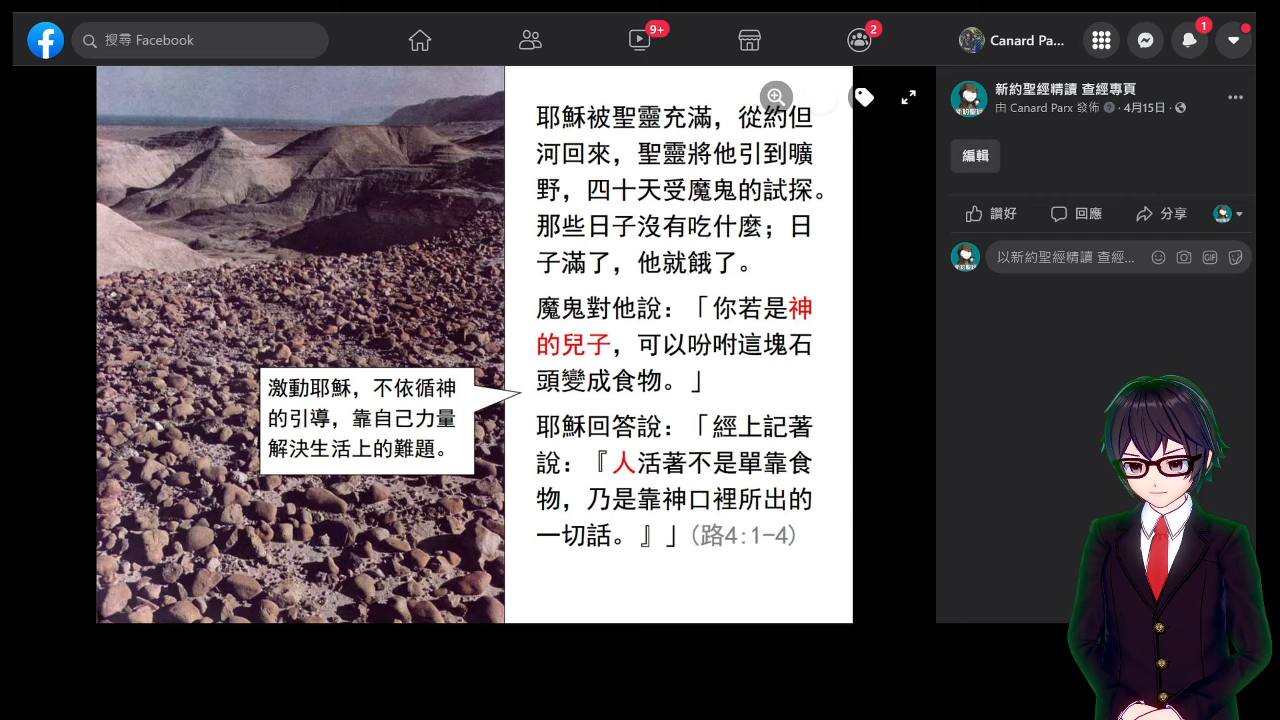 搜尋 Facebook
9+
2
Canard Pa...
1
耶穌被聖靈充滿，從約但
河回來，聖靈將他引到曠
野，四十天受魔鬼的試探。
那些日子沒有吃什麼；日
子滿了，他就餓了。
魔鬼對他說：「你若是神
的兒子，可以吩咐這塊石
頭變成食物。」
耶穌回答說：「經上記著
說：『人活著不是單靠食
物，乃是靠神口裡所出的
一切話。』」(路4:1-4)
激動耶穌，不依循神
的引導，靠自己力量
解決生活上的難題。
新約聖經精讀 查經專頁
由 Canard Parx 發佈 · 4月15日 ·
編輯
讚好
回應
分享
以新約聖經精讀 查經...
GIF